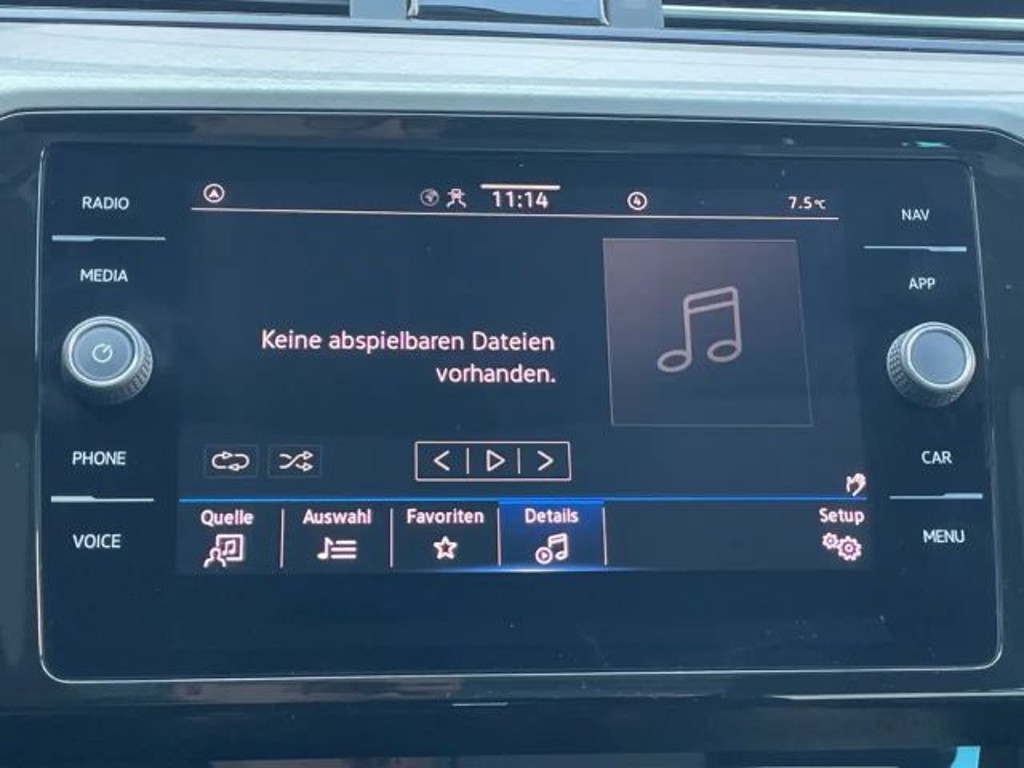 RADIO
MEDIA
PHONE
VOICE
11:14
4
7.5°C
Keine abspielbaren Dateien
vorhanden.
Quelle
Auswahl
Favoriten
Details
Setup
NAV
APP
CAR
MENU